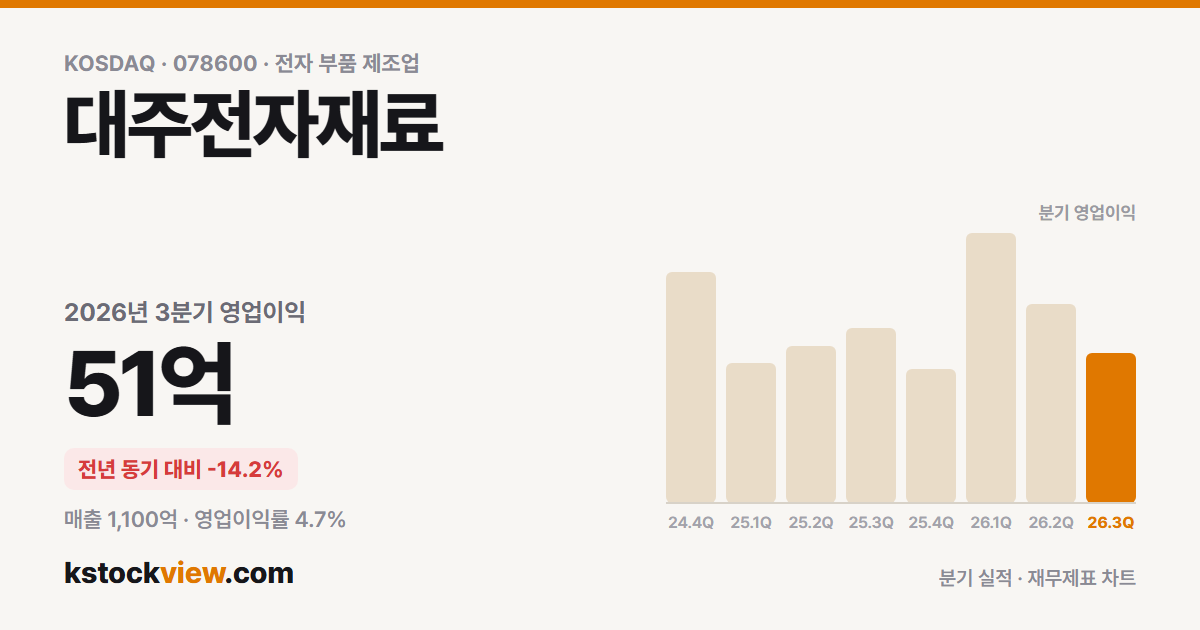 KOSDAQ · 078600 · 전자 부품 제조업
대주전자재료
분기 영업이익
2026년 3분기 영업이익
51억
전년 동기 대비 -14.2%
매출 1,100억 · 영업이익률 4.7%
24.4Q 25.1Q 25.2Q 25.3Q 25.4Q 26.1Q 26.2Q 26.3Q
kstockview.com
분기 실적 · 재무제표 차트